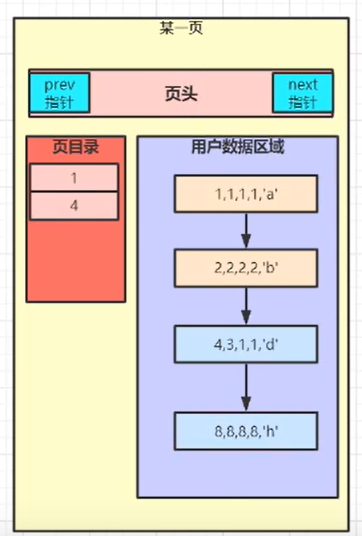 某一页
prev
指针
页头
next
指针
页目录
1
4
用户数据区域
1,1,1,1,'a'
2,2,2,2,'b'
4,3,1,1,'d'
8,8,8,8,'h'